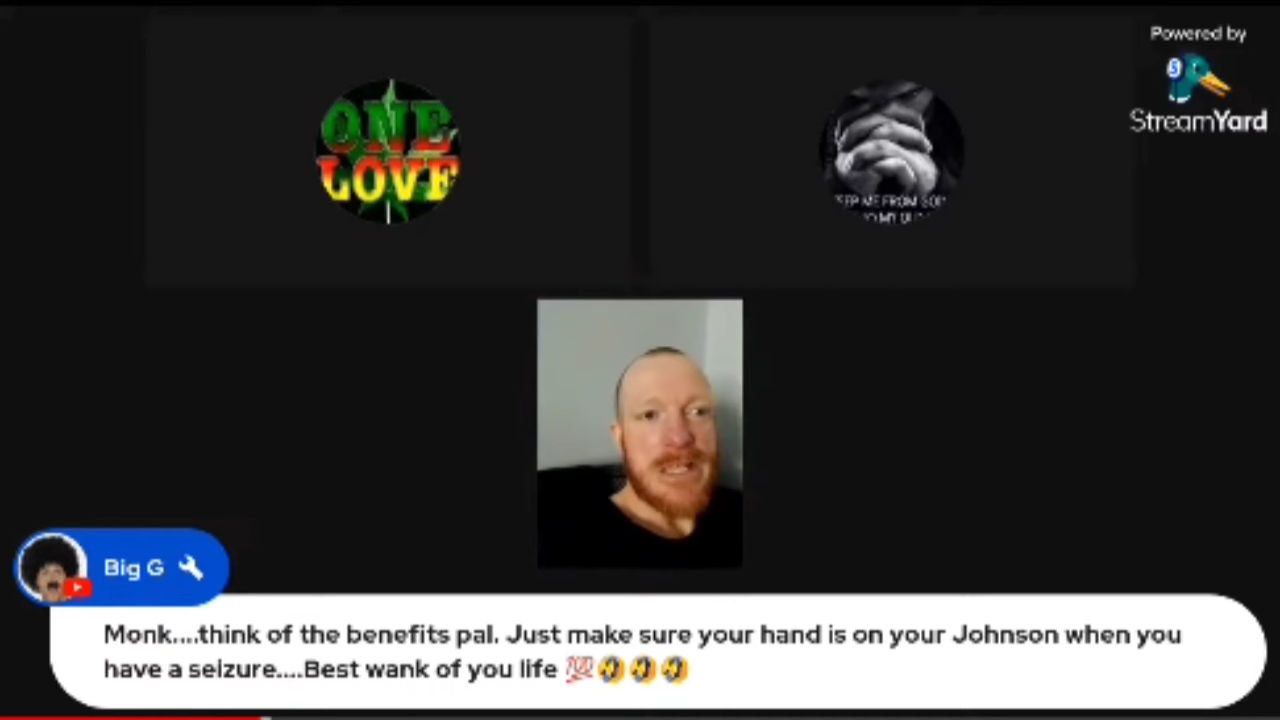 Powered by
StreamYard
ONE
LOVE
Big G
Monk....think of the benefits pal. Just make sure your hand is on your Johnson when you
have a seizure....Best wank of you life 💯🤣🤣🤣